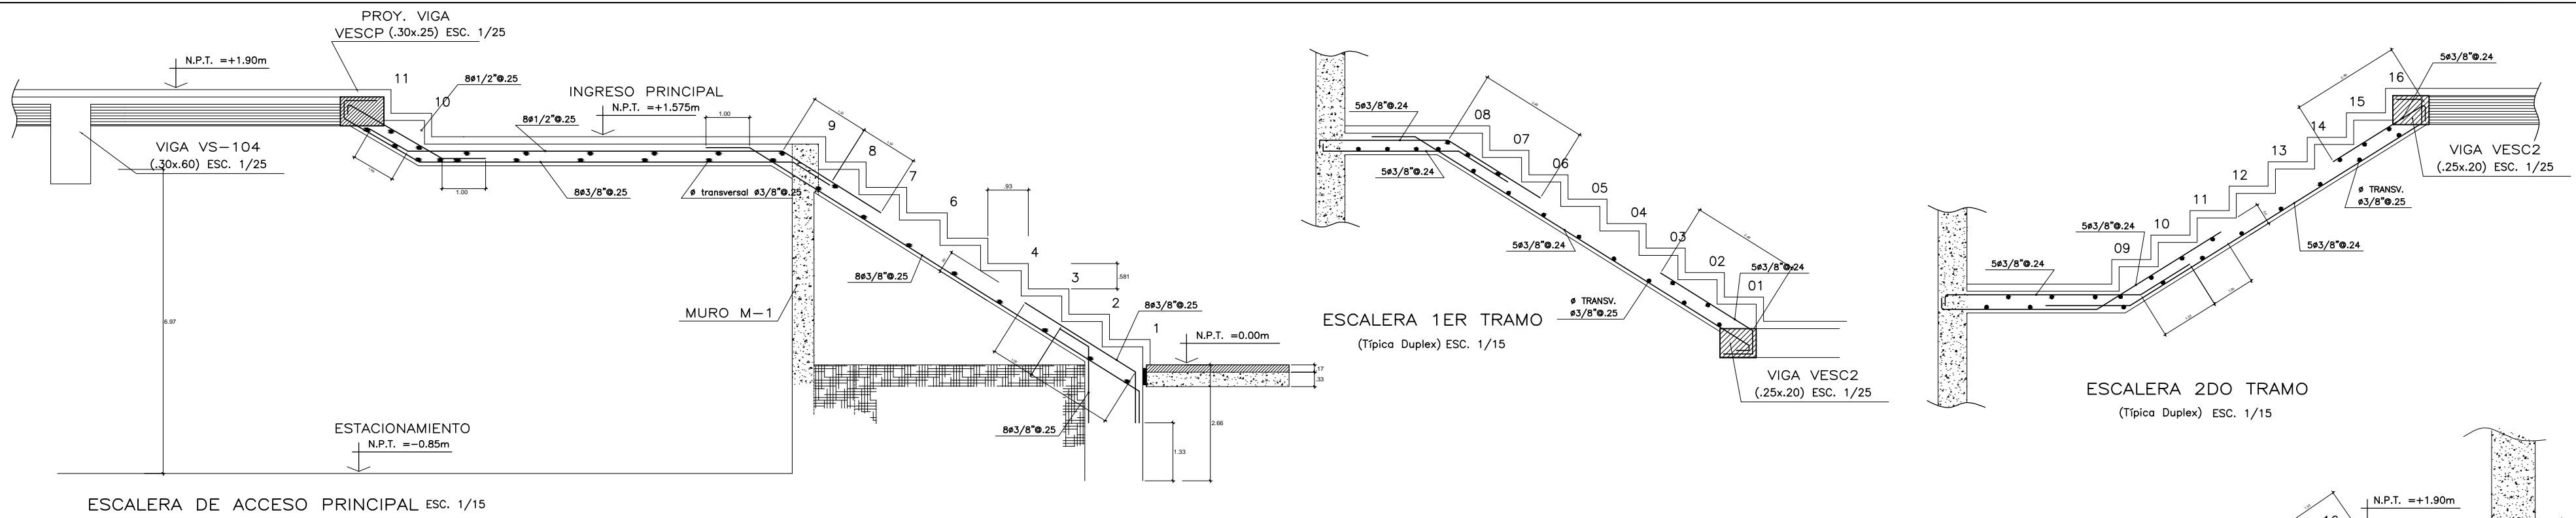 PROY. VIGA
VESCP (.30x.25) ESC. 1/25
N.P.T. =+1.90m
11
10
8ø1/2"@.25
INGRESO PRINCIPAL
N.P.T. =+1.575m
8ø1/2"@.25
1.00
9
8
7
6
4
3
2
1
.93
.581
VIGA VS-104
(.30x.60) ESC. 1/25
1.00
8ø3/8"@.25
ø transversal ø3/8"@.25
8ø3/8"@.25
8ø3/8"@.25
N.P.T. =0.00m
.17
.33
6.97
MURO M-1
ESTACIONAMIENTO
N.P.T. =-0.85m
8ø3/8"@.25
2.66
1.33
ESCALERA DE ACCESO PRINCIPAL ESC. 1/15
5ø3/8"@.24
08
07
06
05
04
03
02
01
5ø3/8"@.24
5ø3/8"@.24
5ø3/8"@.24
ø TRANSV.
ø3/8"@.25
ESCALERA 1ER TRAMO
(Típica Duplex) ESC. 1/15
VIGA VESC2
(.25x.20) ESC. 1/25
5ø3/8"@.24
16
15
14
13
12
11
10
09
VIGA VESC2
(.25x.20) ESC. 1/25
ø TRANSV.
ø3/8"@.25
5ø3/8"@.24
5ø3/8"@.24
5ø3/8"@.24
ESCALERA 2DO TRAMO
(Típica Duplex) ESC. 1/15
N.P.T. =+1.90m